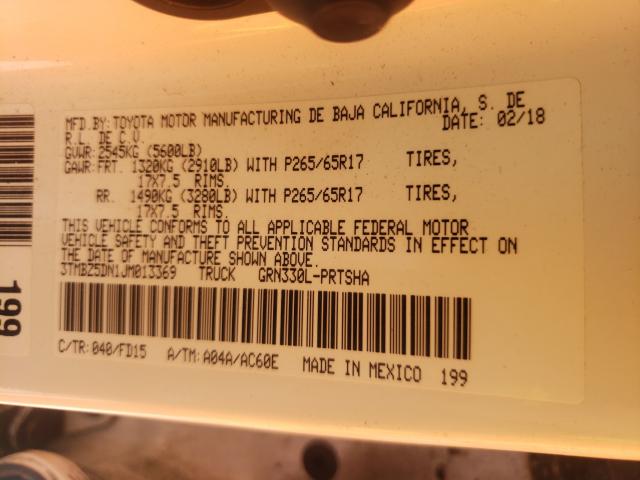 MFD.BY:TOYOTA MOTOR MANUFACTURING DE BAJA CALIFORNIA, S. DE
R.L. DE C.V. DATE: 02/18
GVWR:2545KG (5600LB)
GAWR:FRT. 1320KG (2910LB) WITH P265/65R17 TIRES,
17X7.5 RIMS.
RR. 1490KG (3280LB) WITH P265/65R17 TIRES,
17X7.5 RIMS.
THIS VEHICLE CONFORMS TO ALL APPLICABLE FEDERAL MOTOR
VEHICLE SAFETY AND THEFT PREVENTION STANDARDS IN EFFECT ON
THE DATE OF MANUFACTURE SHOWN ABOVE.
3TMBZ5DN1JM013369 TRUCK GRN330L-PRTSHA
C/TR:040/FD15 A/TM:A04A/AC60E MADE IN MEXICO 199
199